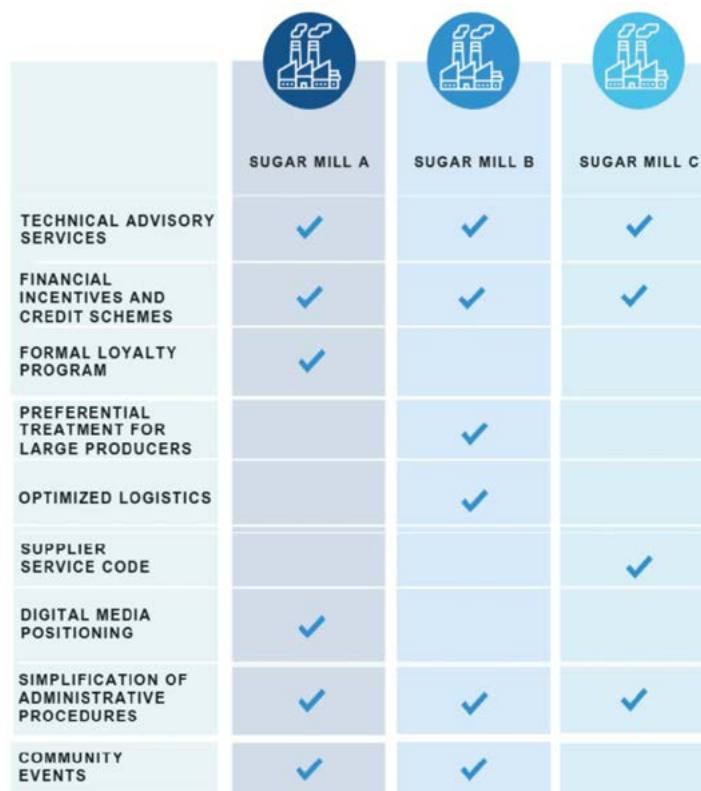 SUGAR MILL A
SUGAR MILL B
SUGAR MILL C
TECHNICAL ADVISORY
SERVICES
FINANCIAL
INCENTIVES AND
CREDIT SCHEMES
FORMAL LOYALTY
PROGRAM
PREFERENTIAL
TREATMENT FOR
LARGE PRODUCERS
OPTIMIZED LOGISTICS
SUPPLIER
SERVICE CODE
DIGITAL MEDIA
POSITIONING
SIMPLIFICATION OF
ADMINISTRATIVE
PROCEDURES
COMMUNITY
EVENTS